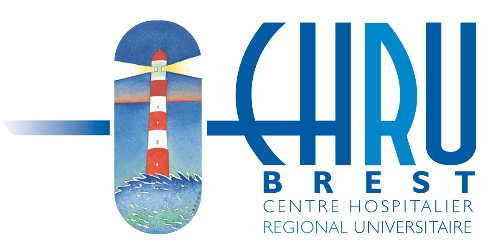 CHRU
BREST
CENTRE HOSPITALIER
REGIONAL UNIVERSITAIRE